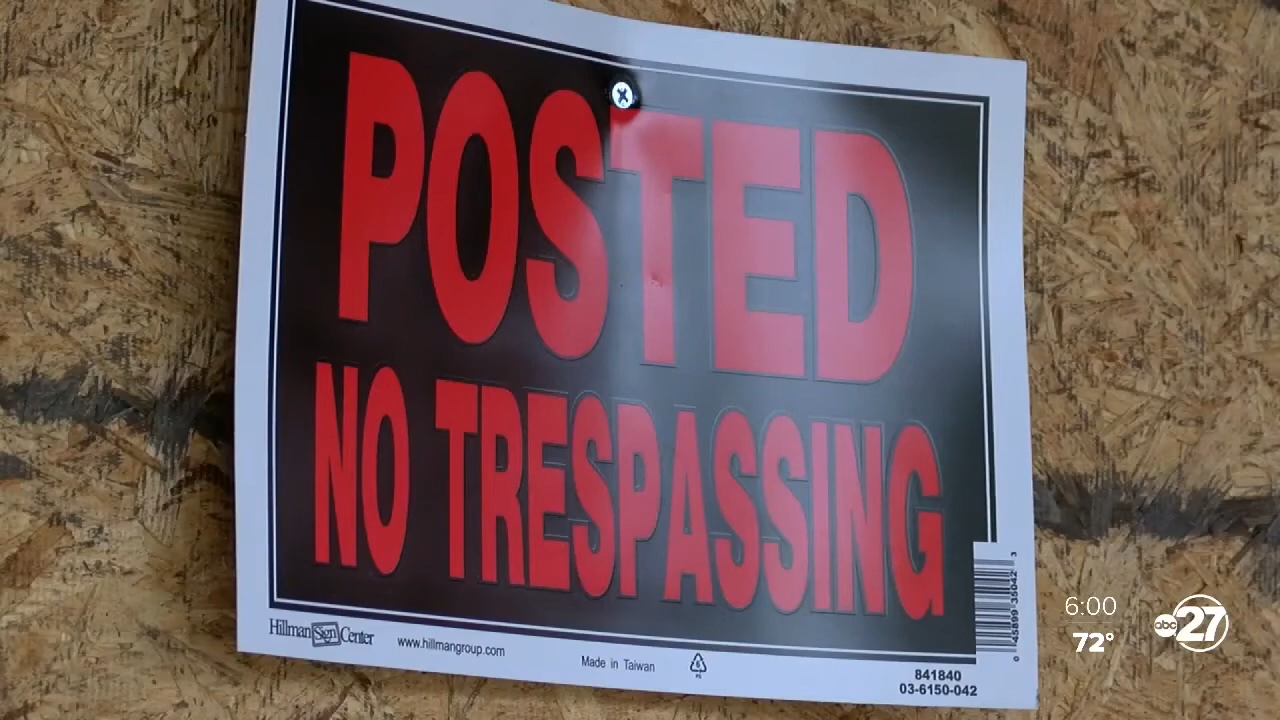 POSTED
NO TRESPASSING
Hillman Sign Center
www.hillmangroup.com
Made in Taiwan
841840
03-6150-042
6:00
72°
abc 27